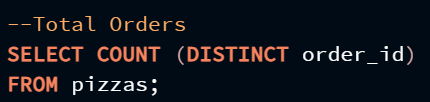 --Total Orders
SELECT COUNT (DISTINCT order_id)
FROM pizzas;